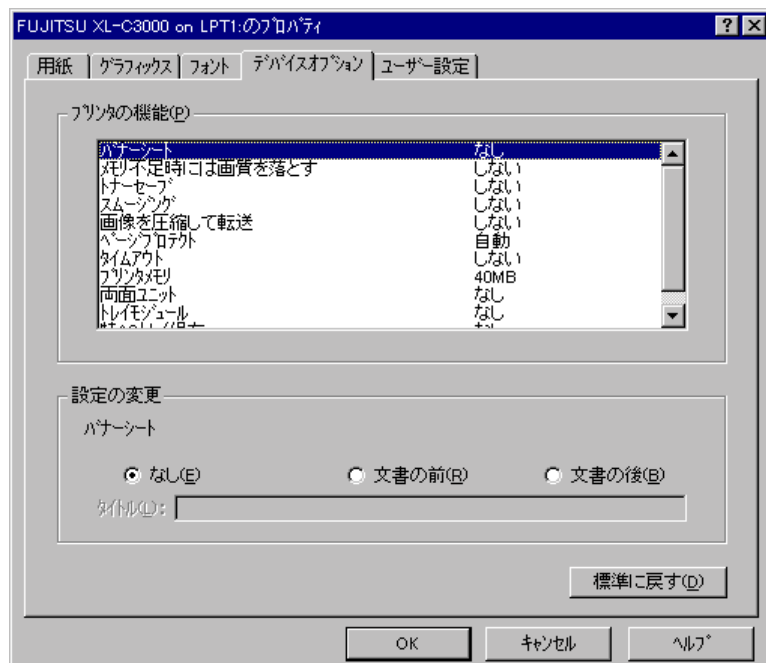 FUJITSU XL-C3000 on LPT1:のﾌﾟﾛﾊﾟﾃｨ
用紙 ｸﾞﾗﾌｨｯｸｽ ﾌｫﾝﾄ ﾃﾞﾊﾞｲｽｵﾌﾟｼｮﾝ ﾕｰｻﾞｰ設定
ﾌﾟﾘﾝﾀの機能(P)
ﾊﾞﾅｰｼｰﾄ なし
ﾒﾓﾘ不足時には画質を落とす しない
ﾄﾅｰｾｰﾌﾞ しない
ｽﾑｰｼﾞﾝｸﾞ しない
画像を圧縮して転送 しない
ﾍﾟｰｼﾞﾌﾟﾛﾃｸﾄ 自動
ﾀｲﾑｱｳﾄ しない
ﾌﾟﾘﾝﾀﾒﾓﾘ 40MB
両面ﾕﾆｯﾄ なし
ﾄﾚｲﾓｼﾞｭｰﾙ なし
設定の変更
ﾊﾞﾅｰｼｰﾄ
なし(E) 文書の前(R) 文書の後(B)
ﾀｲﾄﾙ(L):
標準に戻す(D)
OK ｷｬﾝｾﾙ ﾍﾙﾌﾟ